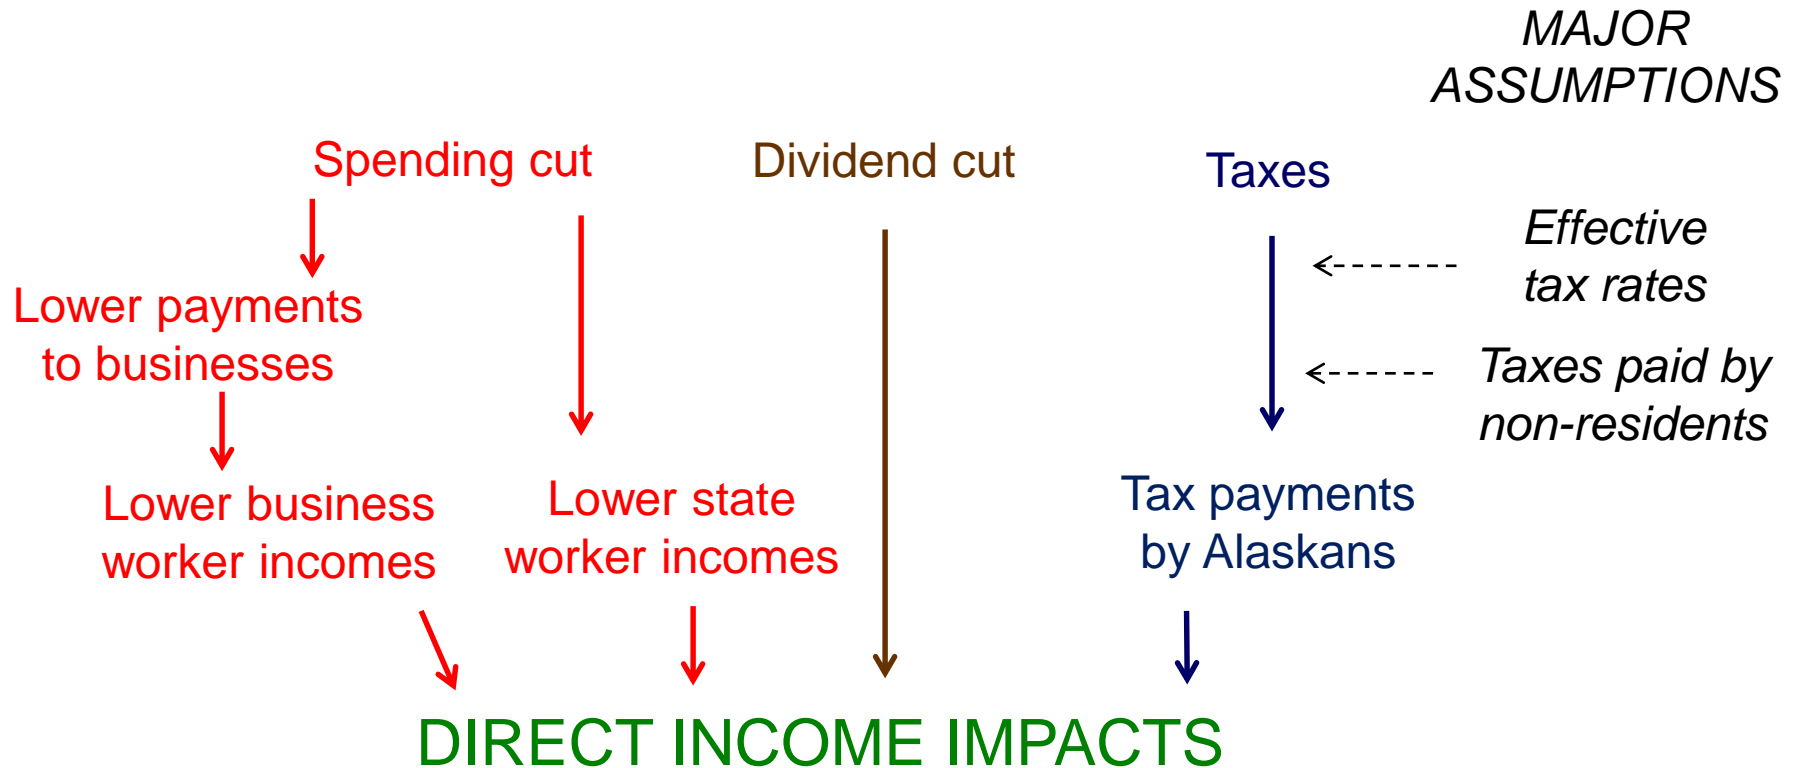 MAJOR
ASSUMPTIONS
Spending cut
Dividend cut
Taxes
Effective
tax rates
Lower payments
to businesses
Taxes paid by
non-residents
Lower business
worker incomes
Lower state
worker incomes
Tax payments
by Alaskans
DIRECT INCOME IMPACTS